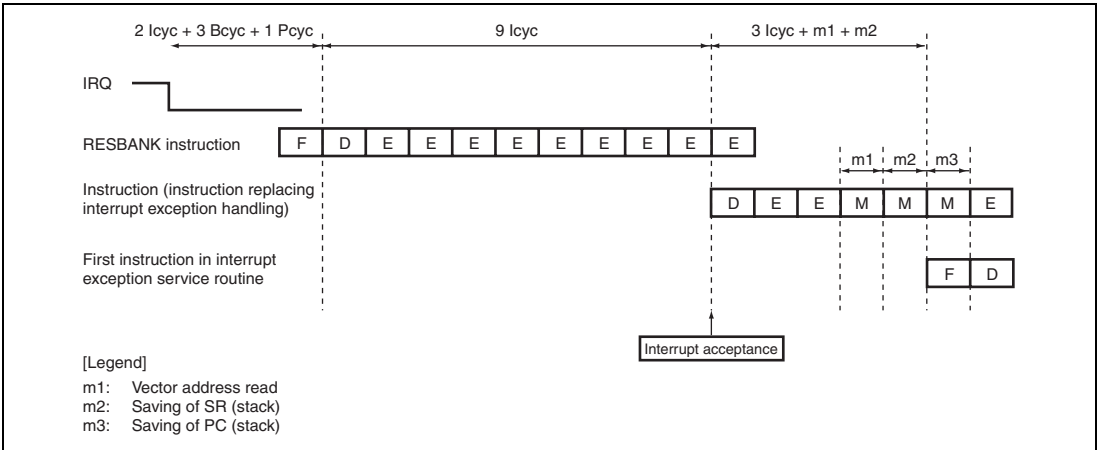 2 Icyc + 3 Bcyc + 1 Pcyc 9 Icyc 3 Icyc + m1 + m2
IRQ
RESBANK instruction F D E E E E E E E E E
m1 m2 m3
Instruction (instruction replacing
interrupt exception handling) D E E M M M E
First instruction in interrupt
exception service routine F D
Interrupt acceptance
[Legend]
m1: Vector address read
m2: Saving of SR (stack)
m3: Saving of PC (stack)